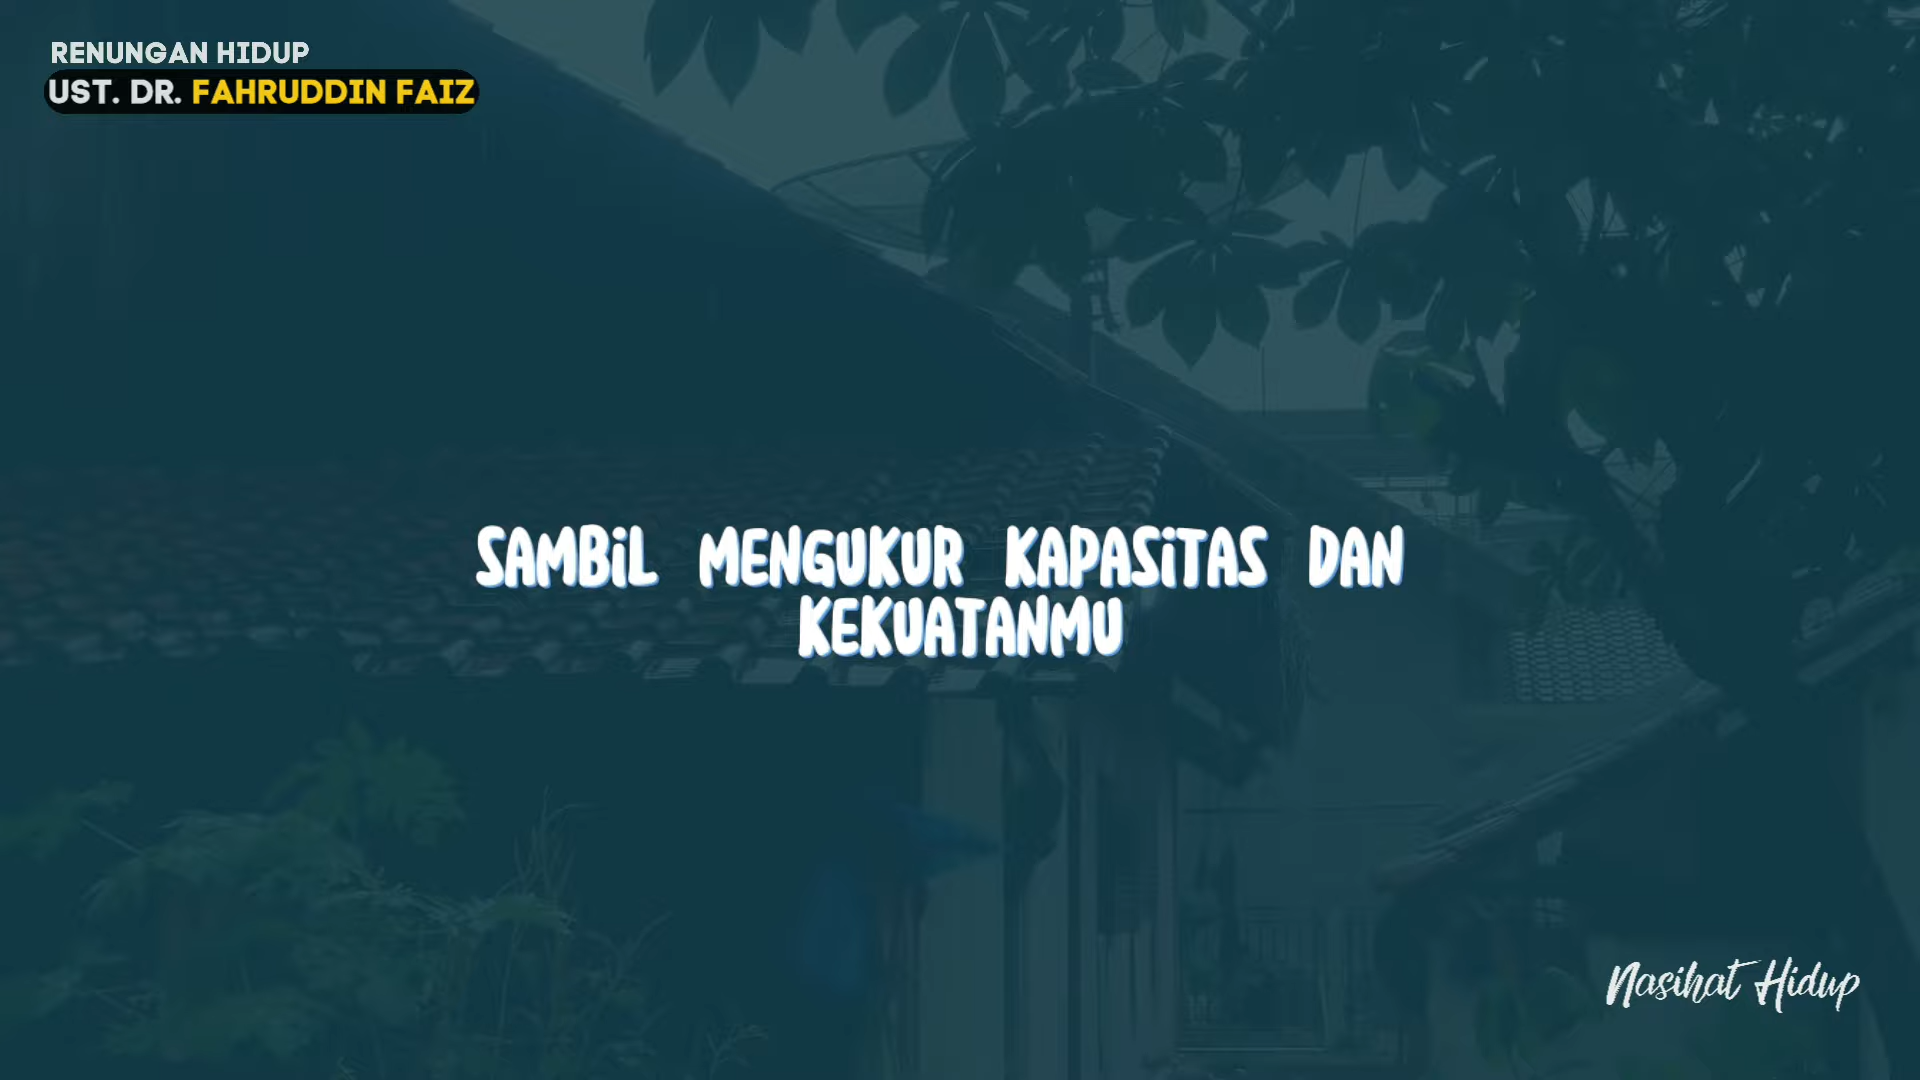 RENUNGAN HIDUP
UST. DR. FAHRUDDIN FAIZ
SAMBiL MENGUKUR KAPASiTAS DAN
KEKUATANMU
Nasihat Hidup